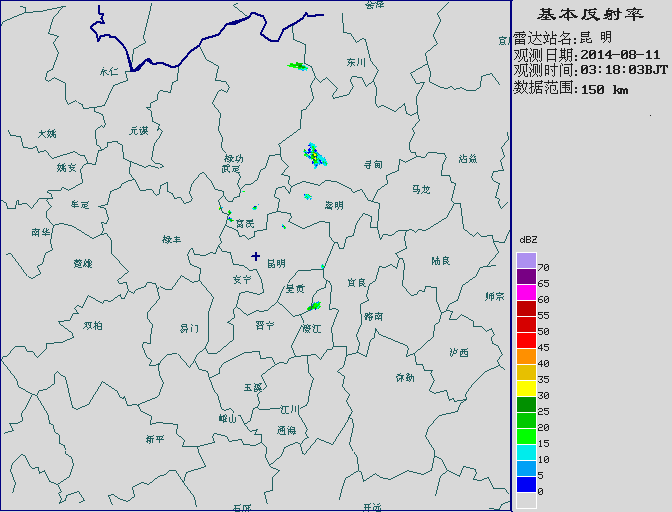 基本反射率
雷达站名:昆 明
观测日期:2014-08-11
观测时间:03:18:03BJT
数据范围:150 km
会泽
永仁
东川
大姚
元谋
姚安
禄劝
武定
寻甸
沾益
马龙
牟定
嵩明
南华
富民
禄丰
楚雄
昆明
陆良
安宁
呈贡
宜良
师宗
双柏
易门
晋宁
澄江
路南
泸西
弥勒
玉溪
江川
峨山
通海
新平
石屏
开远
dBZ
70
65
60
55
50
45
40
35
30
25
20
15
10
5
0